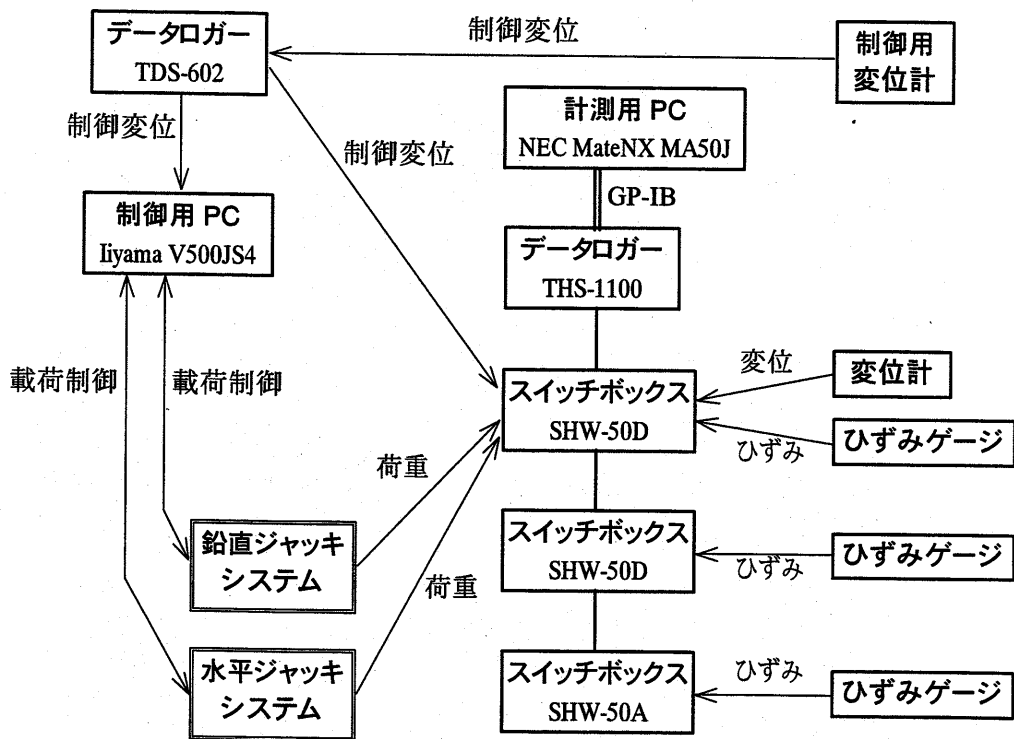 データロガー
TDS-602
制御変位
制御用
変位計
計測用 PC
NEC MateNX MA50J
制御変位
制御変位
GP-IB
制御用 PC
Iiyama V500JS4
データロガー
THS-1100
載荷制御
載荷制御
スイッチボックス
SHW-50D
変位
変位計
ひずみ
ひずみゲージ
荷重
鉛直ジャッキ
システム
スイッチボックス
SHW-50D
ひずみ
ひずみゲージ
荷重
水平ジャッキ
システム
スイッチボックス
SHW-50A
ひずみ
ひずみゲージ